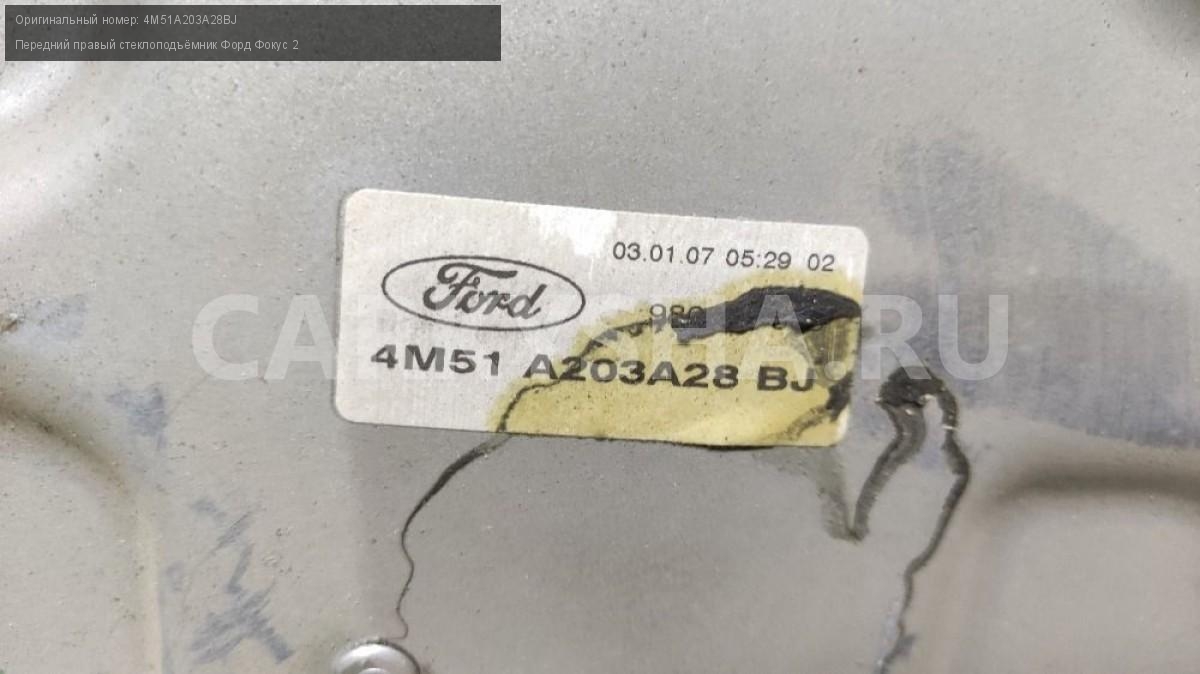 Оригинальный номер: 4M51A203A28BJ
Передний правый стеклоподъёмник Форд Фокус 2
03.01.07 05:29 02
Ford
4M51 A203A28 BJ